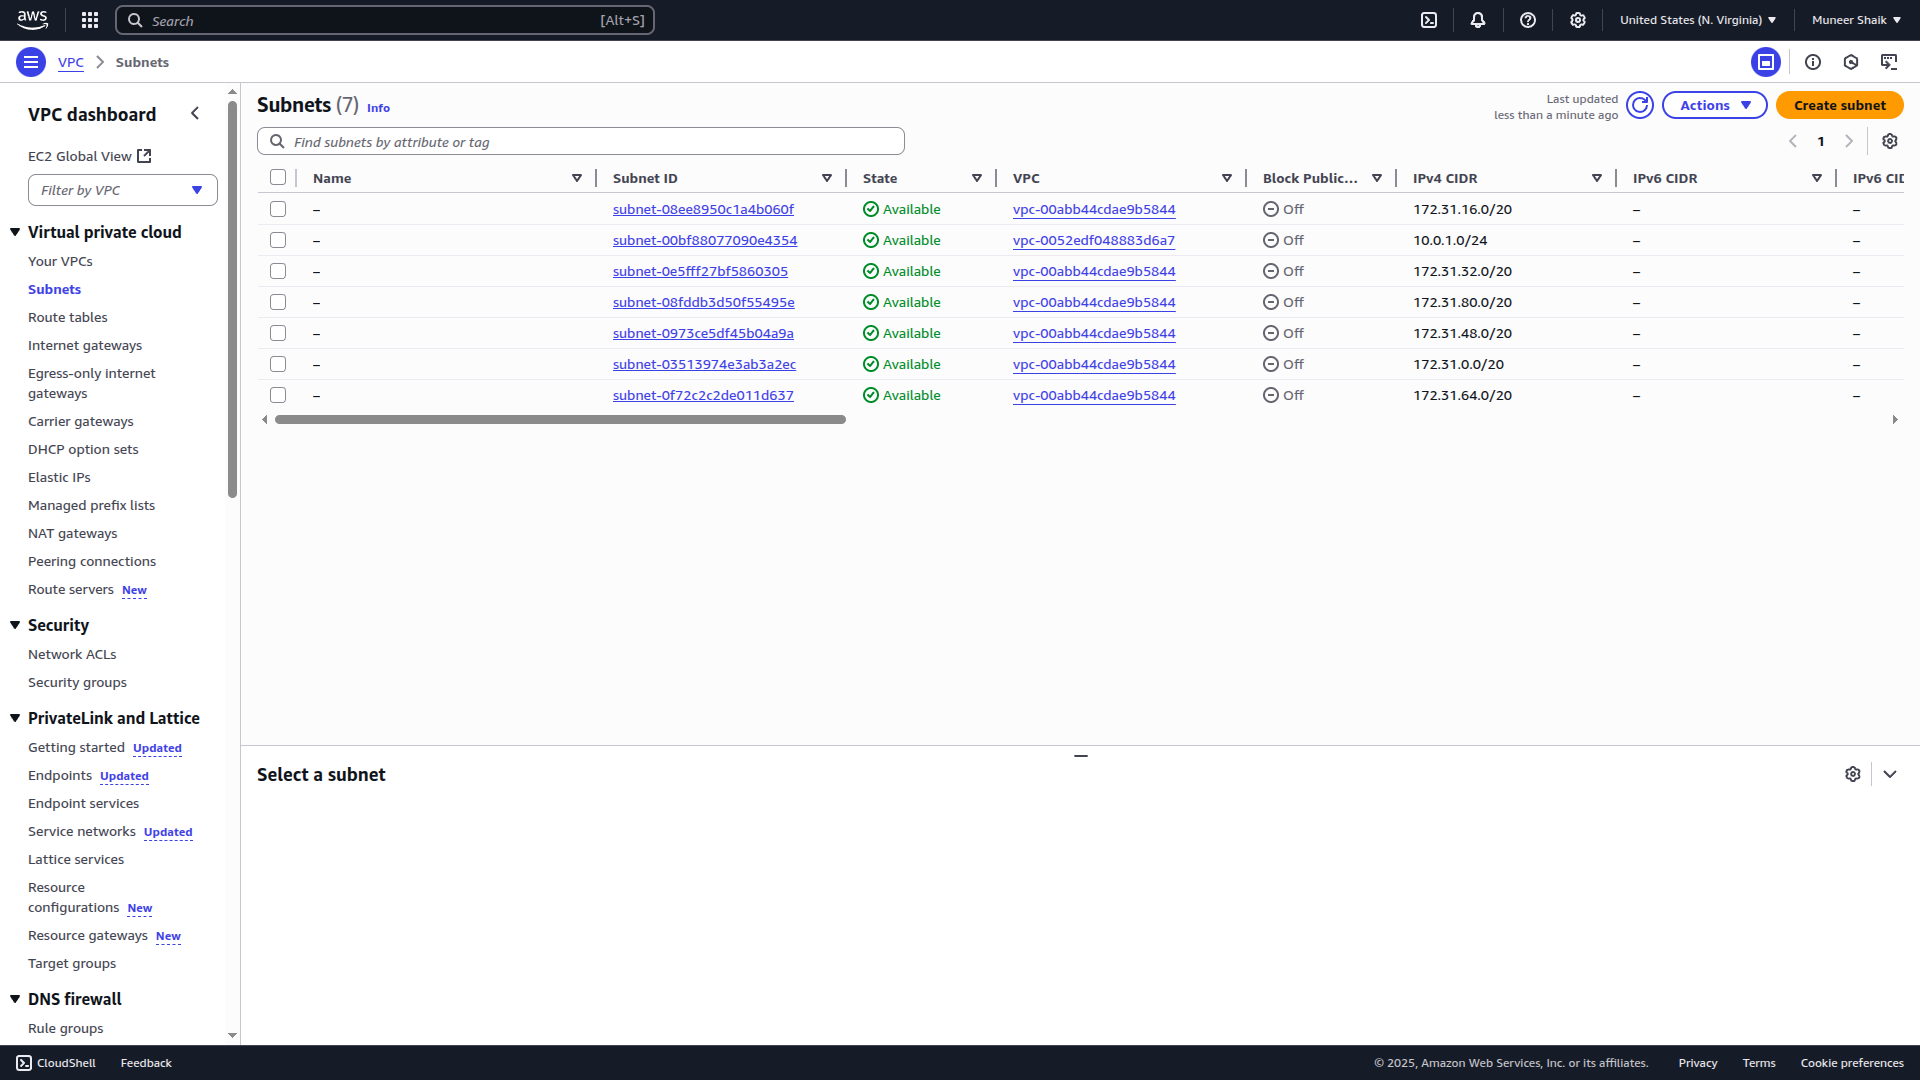 aws
Search [Alt+S] United States (N. Virginia) Muneer Shaik
VPC Subnets
VPC dashboard
EC2 Global View
Filter by VPC
Virtual private cloud
Your VPCs
Subnets
Route tables
Internet gateways
Egress-only internet
gateways
Carrier gateways
DHCP option sets
Elastic IPs
Managed prefix lists
NAT gateways
Peering connections
Route servers New
Security
Network ACLs
Security groups
PrivateLink and Lattice
Getting started Updated
Endpoints Updated
Endpoint services
Service networks Updated
Lattice services
Resource
configurations New
Resource gateways New
Target groups
DNS firewall
Rule groups
Subnets (7) Info
Last updated
less than a minute ago
Actions Create subnet
Find subnets by attribute or tag
1
Name Subnet ID State VPC Block Public... IPv4 CIDR IPv6 CIDR IPv6 CID
– subnet-08ee8950c1a4b060f Available vpc-00abb44cdae9b5844 Off 172.31.16.0/20 – –
– subnet-00bf88077090e4354 Available vpc-0052edf048883d6a7 Off 10.0.1.0/24 – –
– subnet-0e5fff27bf5860305 Available vpc-00abb44cdae9b5844 Off 172.31.32.0/20 – –
– subnet-08fddb3d50f55495e Available vpc-00abb44cdae9b5844 Off 172.31.80.0/20 – –
– subnet-0973ce5df45b04a9a Available vpc-00abb44cdae9b5844 Off 172.31.48.0/20 – –
– subnet-03513974e3ab3a2ec Available vpc-00abb44cdae9b5844 Off 172.31.0.0/20 – –
– subnet-0f72c2c2de011d637 Available vpc-00abb44cdae9b5844 Off 172.31.64.0/20 – –
Select a subnet
CloudShell Feedback © 2025, Amazon Web Services, Inc. or its affiliates. Privacy Terms Cookie preferences